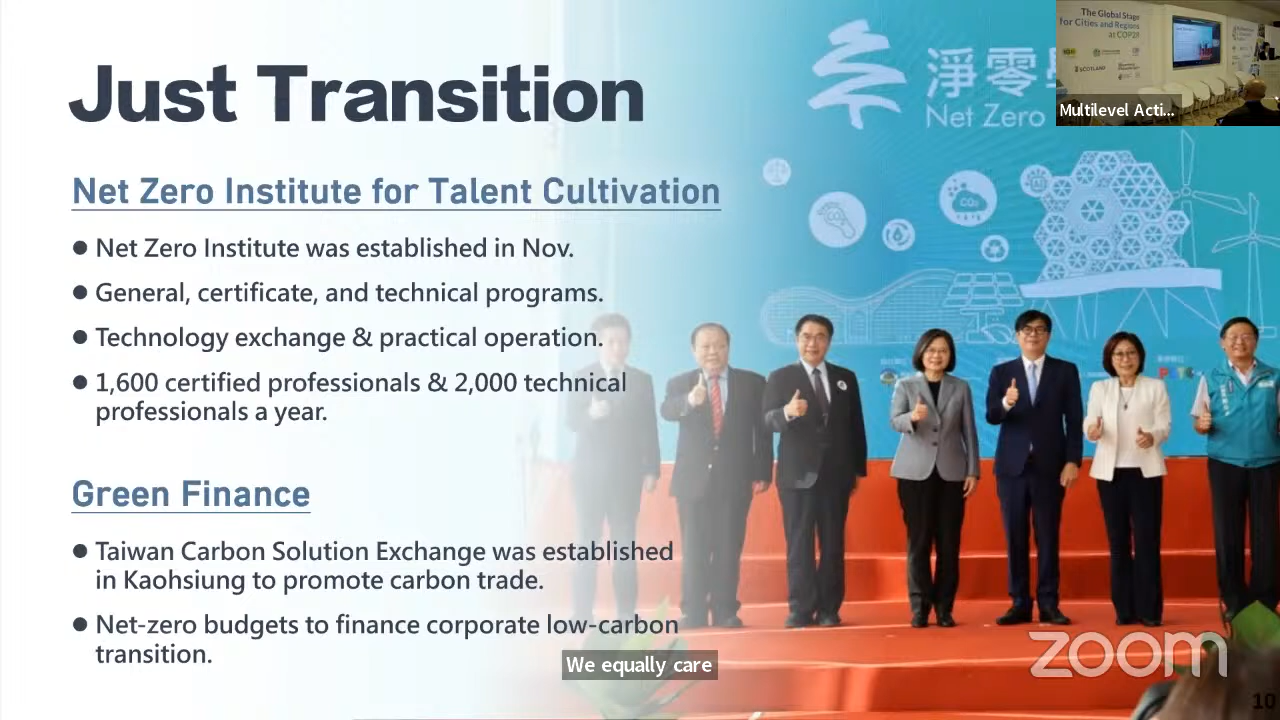 Just Transition
Net Zero Institute for Talent Cultivation
● Net Zero Institute was established in Nov.
● General, certificate, and technical programs.
● Technology exchange & practical operation.
● 1,600 certified professionals & 2,000 technical
professionals a year.
Green Finance
● Taiwan Carbon Solution Exchange was established
in Kaohsiung to promote carbon trade.
● Net-zero budgets to finance corporate low-carbon
transition.
淨零
Net Zero
CO₂
The Global Stage
for Cities and Regions
at COP28
SCOTLAND
Multilevel Acti...
We equally care
zoom
10